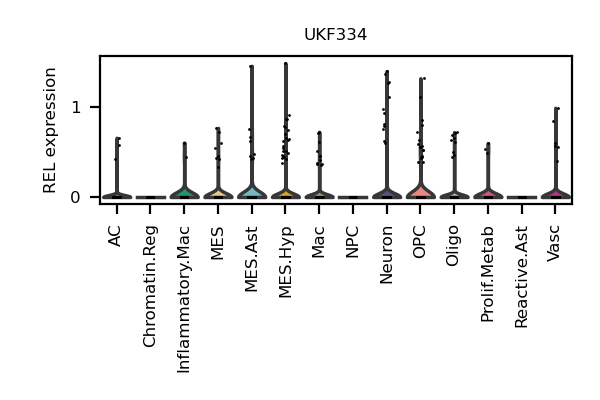 UKF334
REL expression
1
0
AC
Chromatin.Reg
Inflammatory.Mac
MES
MES.Ast
MES.Hyp
Mac
NPC
Neuron
OPC
Oligo
Prolif.Metab
Reactive.Ast
Vasc